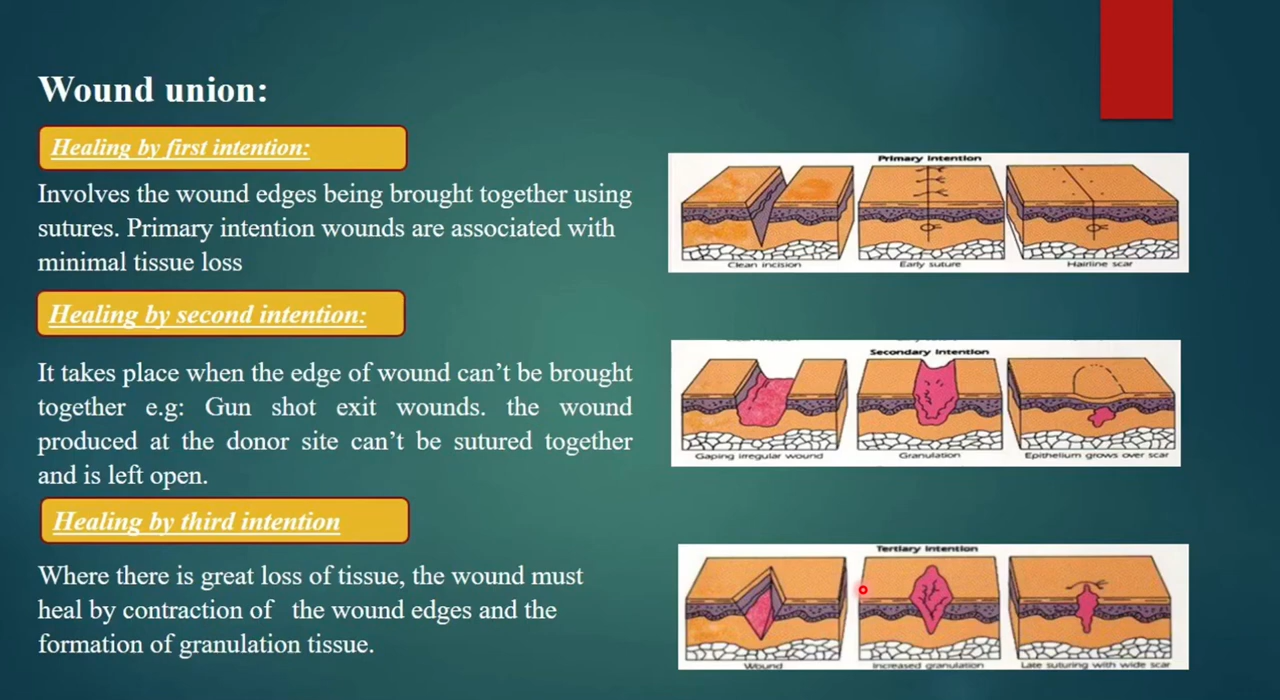 Wound union:
Healing by first intention:
Involves the wound edges being brought together using
sutures. Primary intention wounds are associated with
minimal tissue loss
Primary Intention
Clean incision
Early suture
Hairline scar
Healing by second intention:
It takes place when the edge of wound can't be brought
together e.g: Gun shot exit wounds. the wound
produced at the donor site can't be sutured together
and is left open.
Secondary Intention
Gaping irregular wound
Granulation
Epithelium grows over scar
Healing by third intention
Where there is great loss of tissue, the wound must
heal by contraction of the wound edges and the
formation of granulation tissue.
Tertiary Intention
Wound
Increased granulation
Late suturing with wide scar